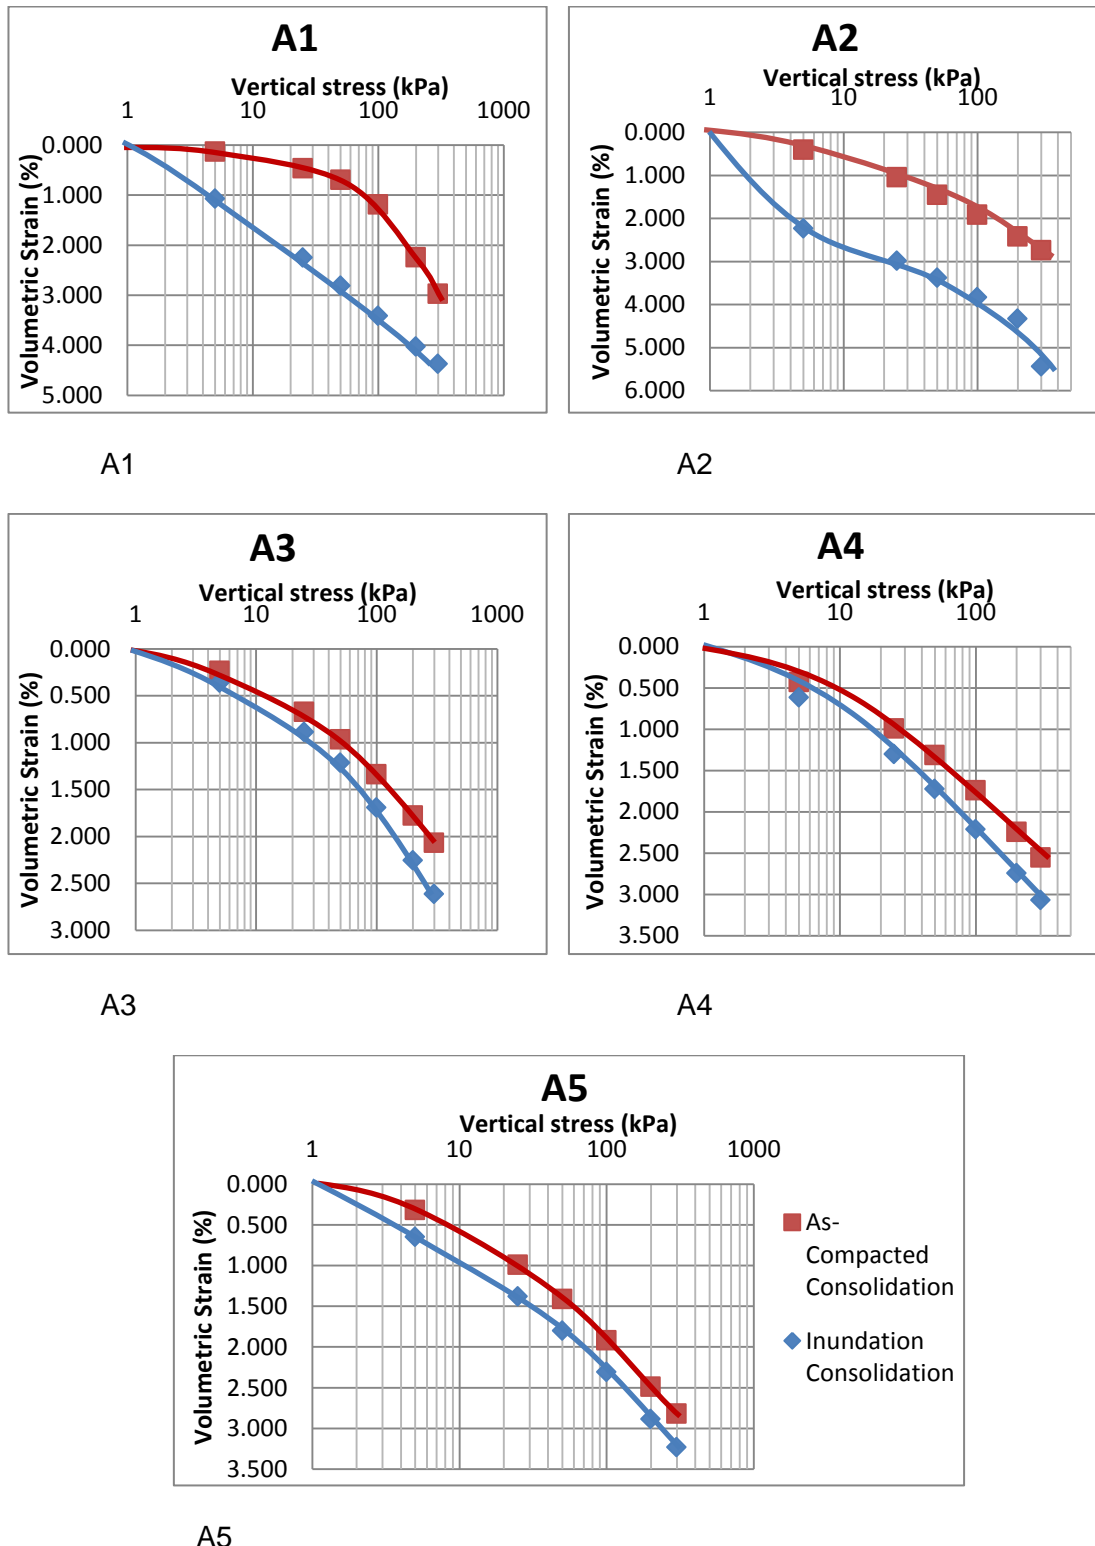 A1
Vertical stress (kPa)
1 10 100 1000
0.000
1.000
2.000
3.000
4.000
5.000
Volumetric Strain (%)
A2
Vertical stress (kPa)
1 10 100
0.000
1.000
2.000
3.000
4.000
5.000
6.000
Volumetric Strain (%)
A1
A2
A3
Vertical stress (kPa)
1 10 100 1000
0.000
0.500
1.000
1.500
2.000
2.500
3.000
Volumetric Strain (%)
A4
Vertical stress (kPa)
1 10 100
0.000
0.500
1.000
1.500
2.000
2.500
3.000
3.500
Volumetric Strain (%)
A3
A4
A5
Vertical stress (kPa)
1 10 100 1000
0.000
0.500
1.000
1.500
2.000
2.500
3.000
3.500
Volumetric Strain (%)
As-
Compacted
Consolidation
Inundation
Consolidation
A5